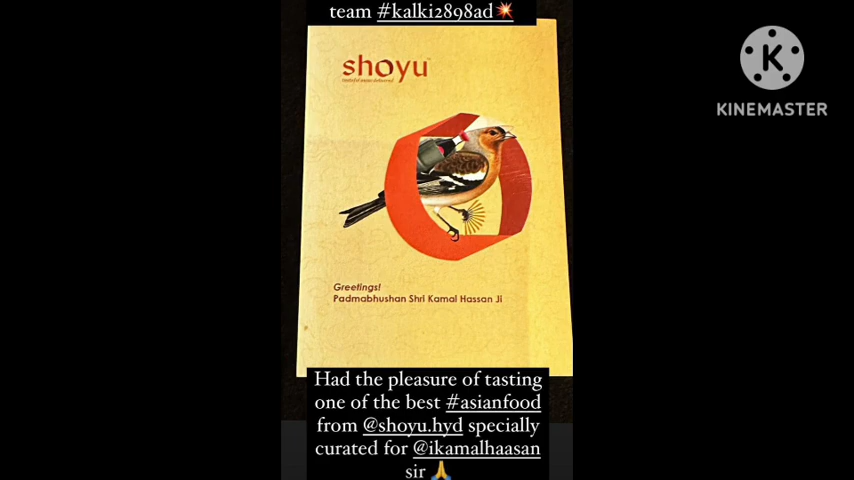 team #kalki2898ad💥
shoyu
KINEMASTER
Greetings!
Padmabhushan Shri Kamal Hassan Ji
Had the pleasure of tasting
one of the best #asianfood
from @shoyu.hyd specially
curated for @ikamalhaasan
sir 🙏